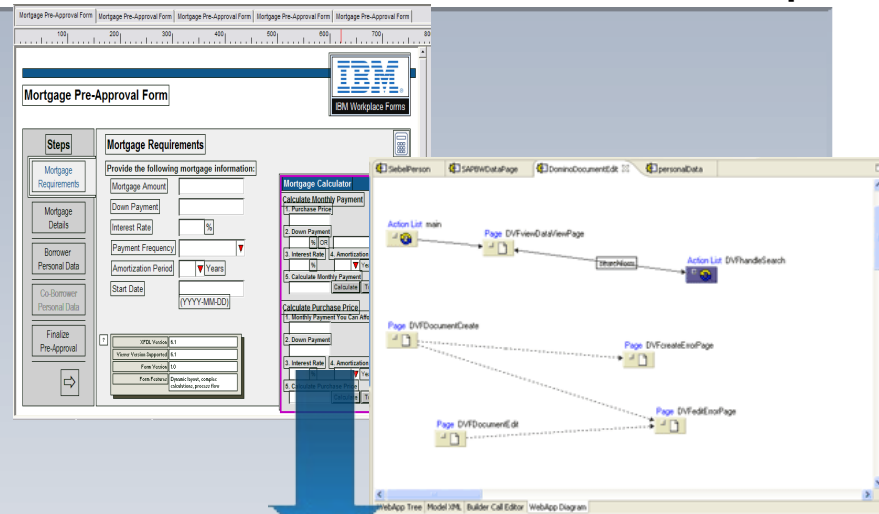 Mortgage Pre-Approval Form Mortgage Pre-Approval Form Mortgage Pre-Approval Form Mortgage Pre-Approval Form Mortgage Pre-Approval Form
100 200 300 400 500 600 700 80
IBM
IBM Workplace Forms
Mortgage Pre-Approval Form
Steps
Mortgage
Requirements
Mortgage
Details
Borrower
Personal Data
Co-Borrower
Personal Data
Finalize
Pre-Approval
Mortgage Requirements
Provide the following mortgage information:
Mortgage Amount
Down Payment
Interest Rate %
Payment Frequency
Amortization Period Years
Start Date
(YYYY-MM-DD)
?
XFDL Version 6.1
Viewer Version Supported 6.1
Form Version 1.0
Form Features Dynamic layout, complex
calculations, process flow
Mortgage Calculator
Calculate Monthly Payment
1. Purchase Price
2. Down Payment
% OR
3. Interest Rate 4. Amortization
% Ye
5. Calculate Monthly Payment
Calculate
Calculate Purchase Price
1. Monthly Payment You Can Affo
2. Down Payment
3. Interest Rate 4. Amortization
% Ye
5. Calculate Purchase Price
Calculate
SiebelPerson SAPBWDataPage DominoDocumentEdit personalData
Action List main
Page DVFviewDataViewPage
Action List DVFhandleSearch
Page DVFDocumentCreate
Page DVFcreateErrorPage
Page DVFDocumentEdit
Page DVFeditErrorPage
WebApp Tree Model XML Builder Call Editor WebApp Diagram